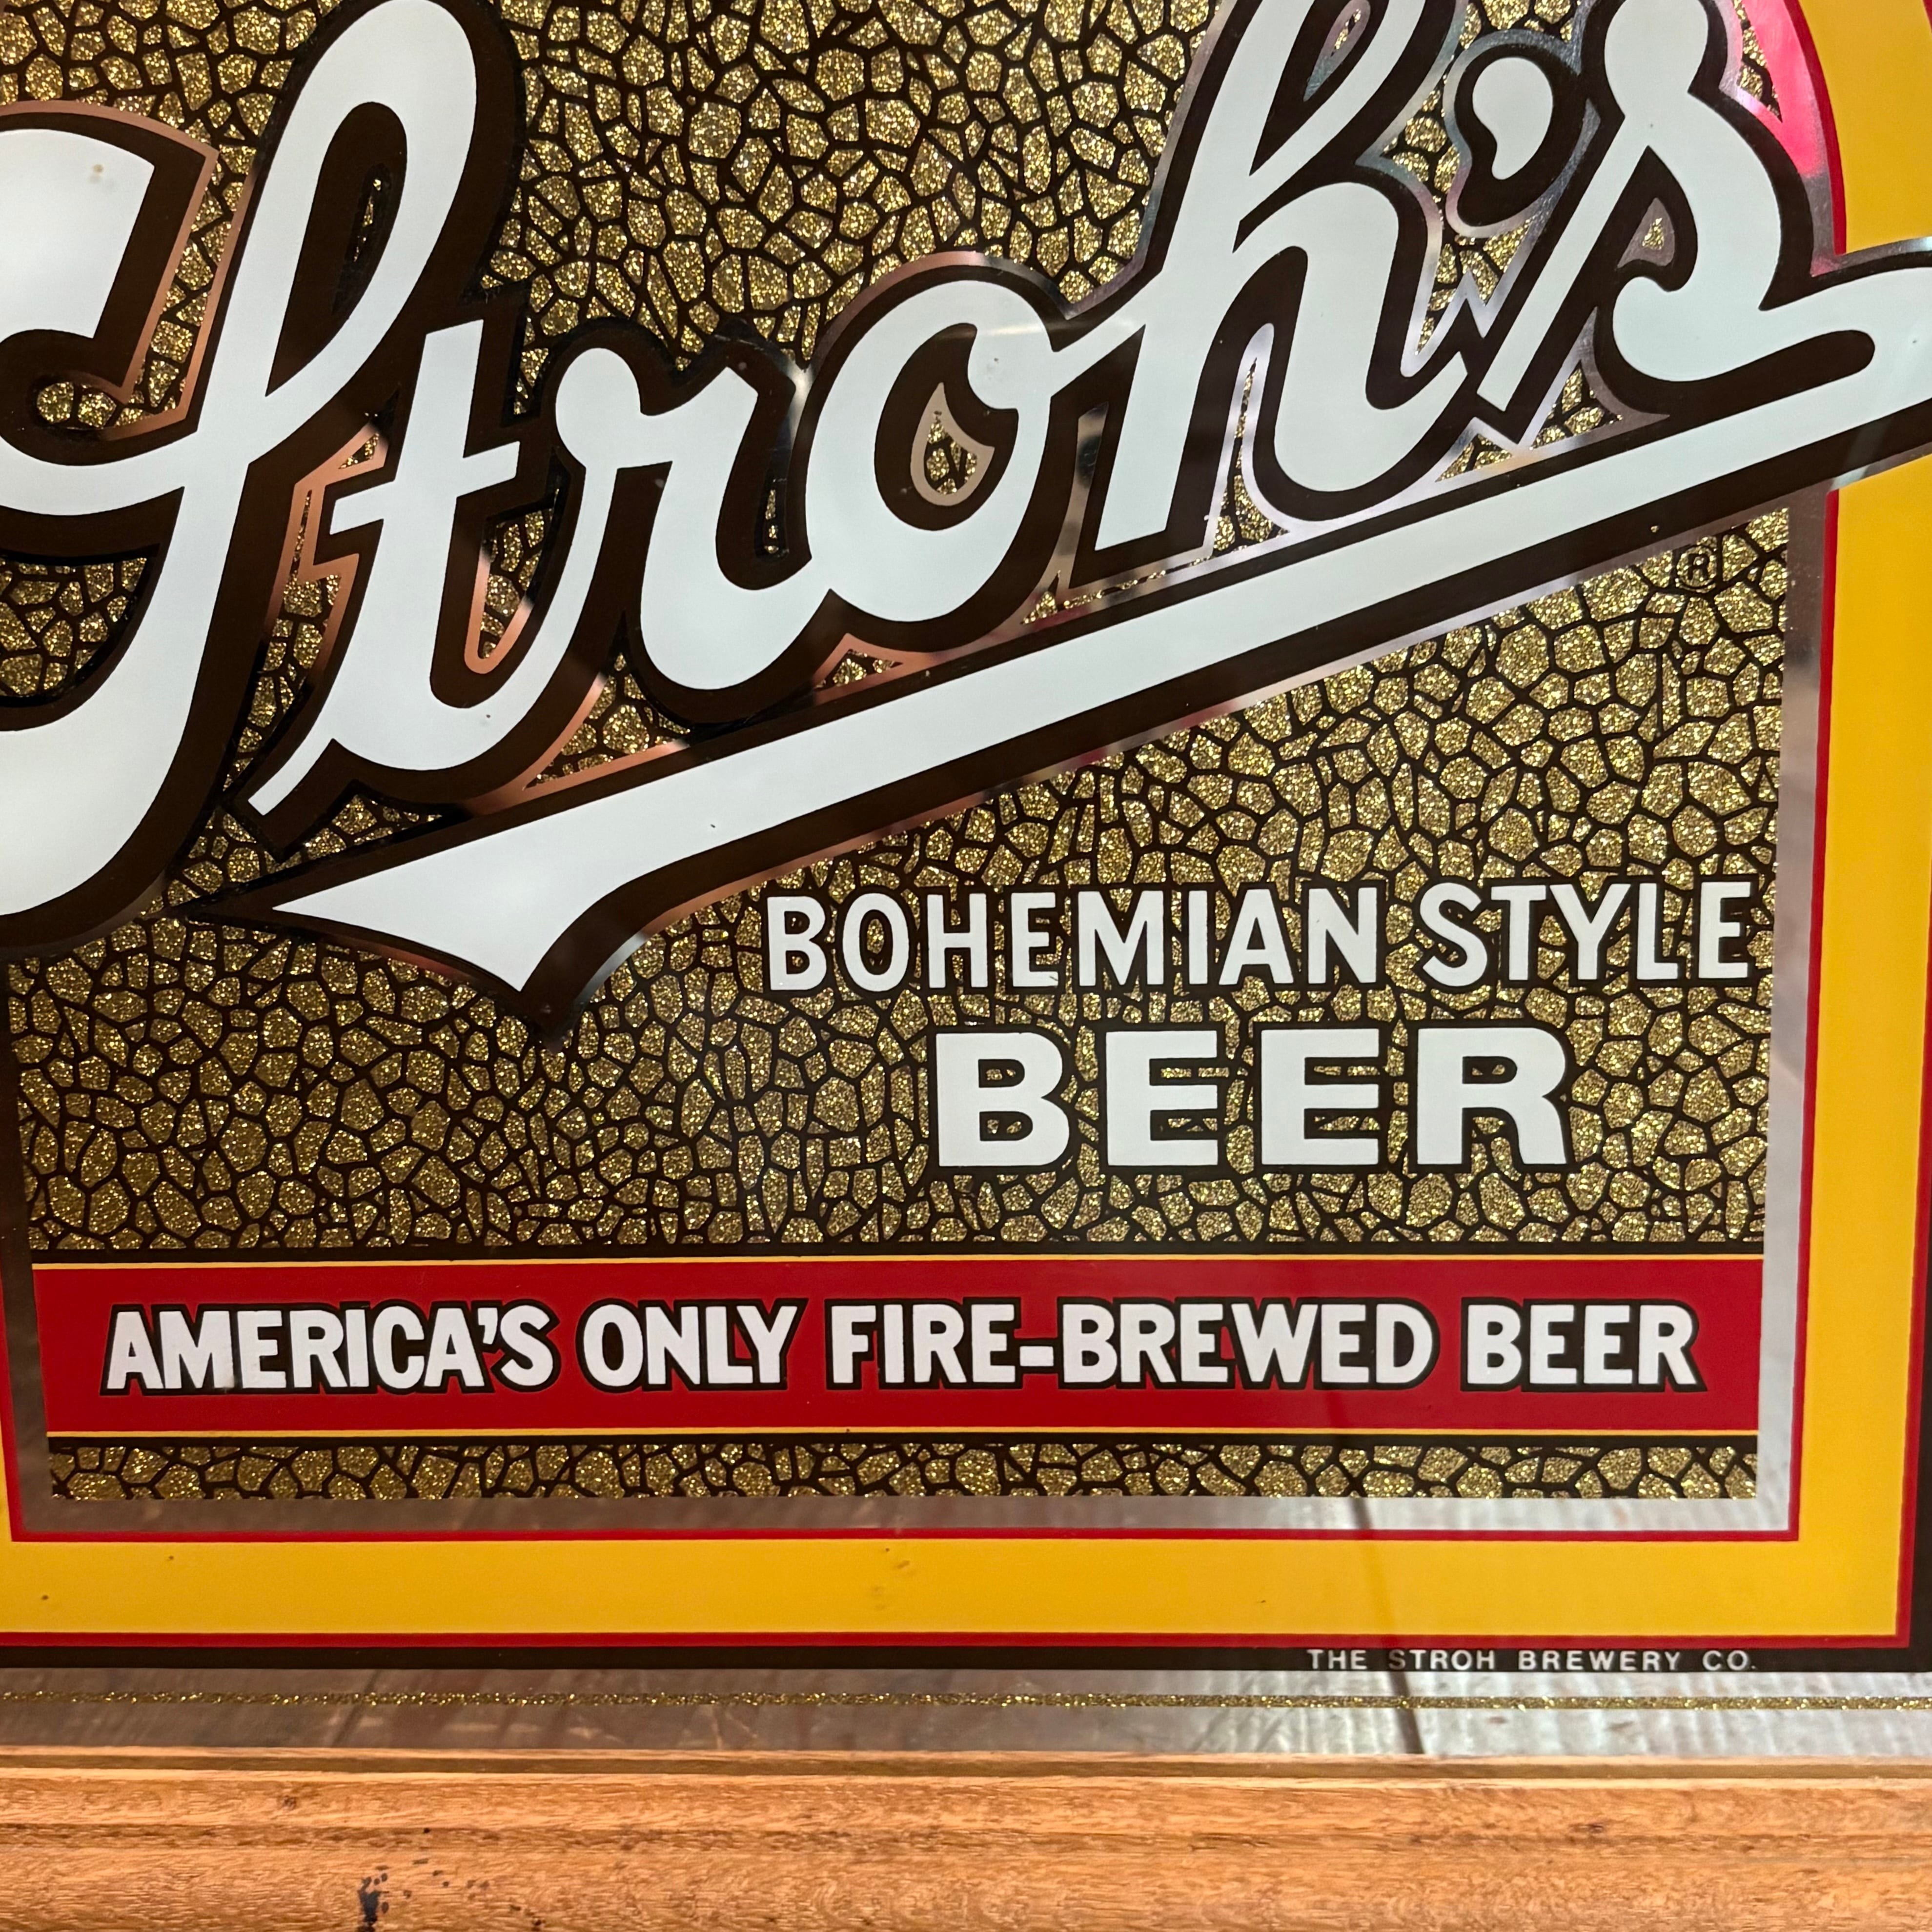 Stroh's
®
BOHEMIAN STYLE
BEER
AMERICA'S ONLY FIRE-BREWED BEER
THE STROH BREWERY CO.